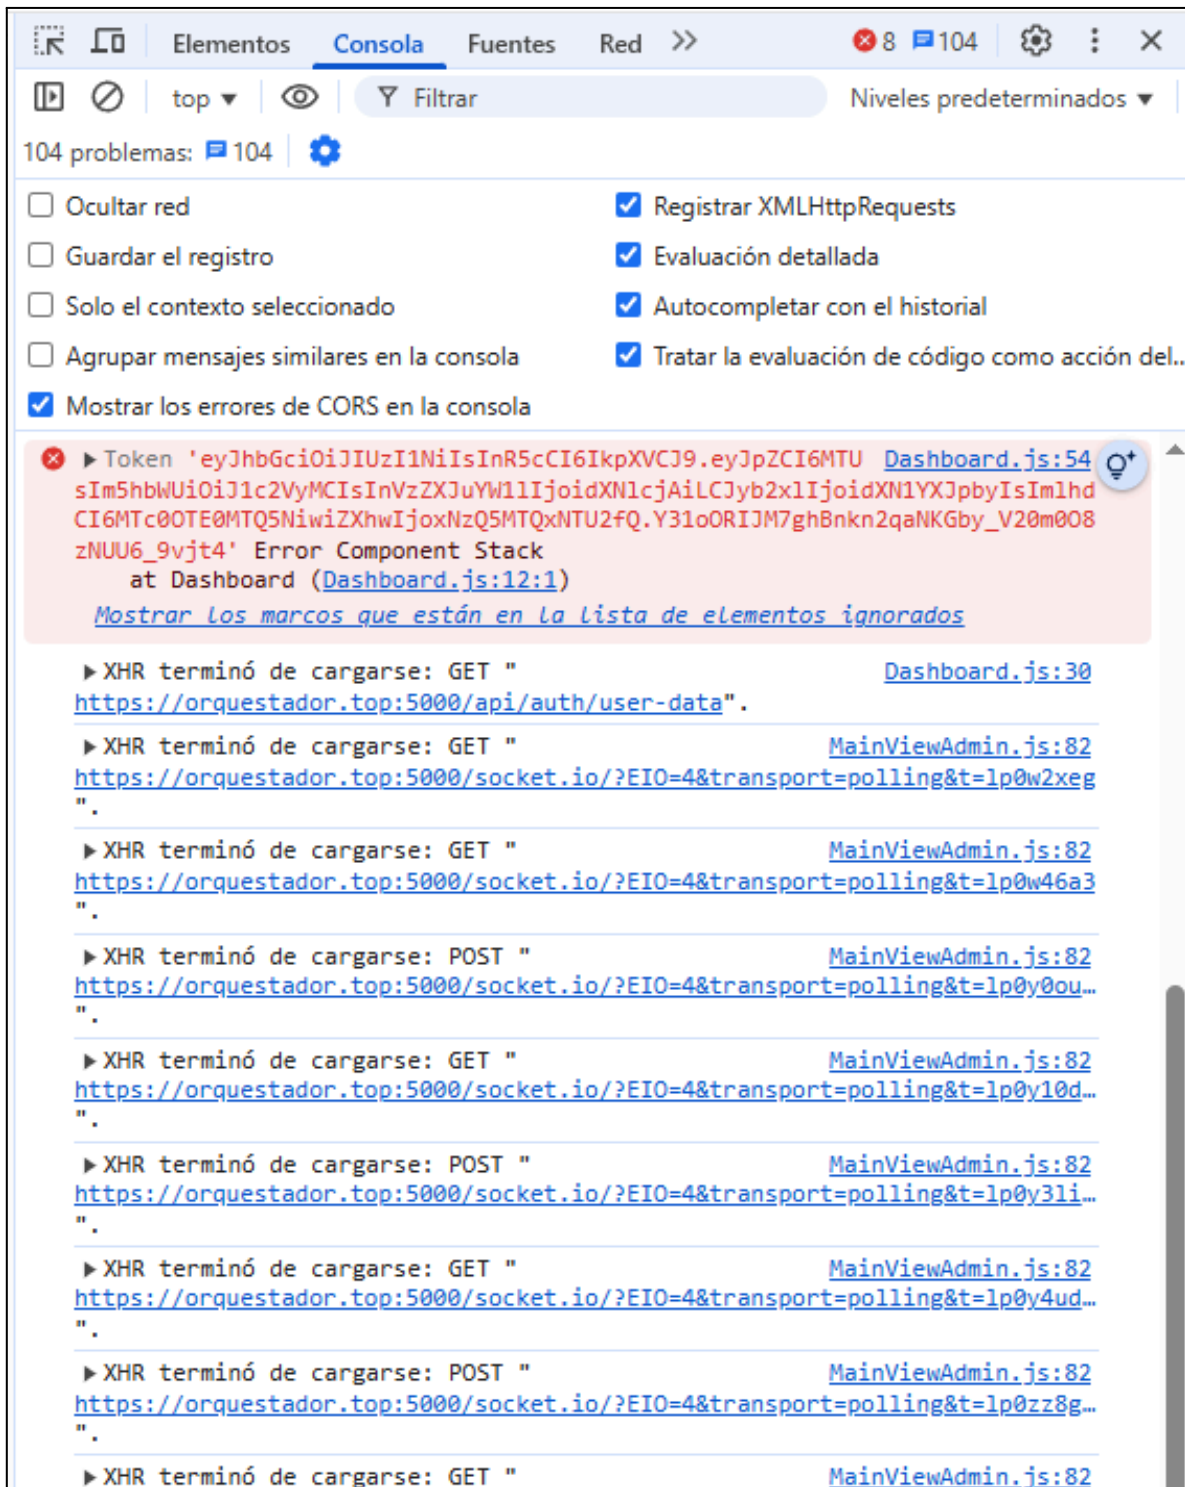 Elementos Consola Fuentes Red 8 104
top Filtrar Niveles predeterminados
104 problemas: 104
Ocultar red Registrar XMLHttpRequests
Guardar el registro Evaluación detallada
Solo el contexto seleccionado Autocompletar con el historial
Agrupar mensajes similares en la consola Tratar la evaluación de código como acción del..
Mostrar los errores de CORS en la consola
Token 'eyJhbGciOiJIUzI1NiIsInR5cCI6IkpXVCJ9.eyJpZCI6MTU Dashboard.js:54
sIm5hbWUiOiJ1c2VyMCIsInVzZXJuYW1lIjoidXNlcjAiLCJyb2xlIjoidXN1YXJpbyIsImlhd
CI6MTc0OTE0MTQ5NiwiZXhwIjoxNzQ5MTQxNTU2fQ.Y31oORIJM7ghBnkn2qaNKGby_V20m0O8
zNUU6_9vjt4' Error Component Stack
at Dashboard (Dashboard.js:12:1)
Mostrar los marcos que están en la lista de elementos ignorados
XHR terminó de cargarse: GET " Dashboard.js:30
https://orquestador.top:5000/api/auth/user-data".
XHR terminó de cargarse: GET " MainViewAdmin.js:82
https://orquestador.top:5000/socket.io/?EIO=4&transport=polling&t=lp0w2xeg
".
XHR terminó de cargarse: GET " MainViewAdmin.js:82
https://orquestador.top:5000/socket.io/?EIO=4&transport=polling&t=lp0w46a3
".
XHR terminó de cargarse: POST " MainViewAdmin.js:82
https://orquestador.top:5000/socket.io/?EIO=4&transport=polling&t=lp0y0ou…
".
XHR terminó de cargarse: GET " MainViewAdmin.js:82
https://orquestador.top:5000/socket.io/?EIO=4&transport=polling&t=lp0y10d…
".
XHR terminó de cargarse: POST " MainViewAdmin.js:82
https://orquestador.top:5000/socket.io/?EIO=4&transport=polling&t=lp0y3li…
".
XHR terminó de cargarse: GET " MainViewAdmin.js:82
https://orquestador.top:5000/socket.io/?EIO=4&transport=polling&t=lp0y4ud…
".
XHR terminó de cargarse: POST " MainViewAdmin.js:82
https://orquestador.top:5000/socket.io/?EIO=4&transport=polling&t=lp0zz8g…
".
XHR terminó de cargarse: GET " MainViewAdmin.js:82